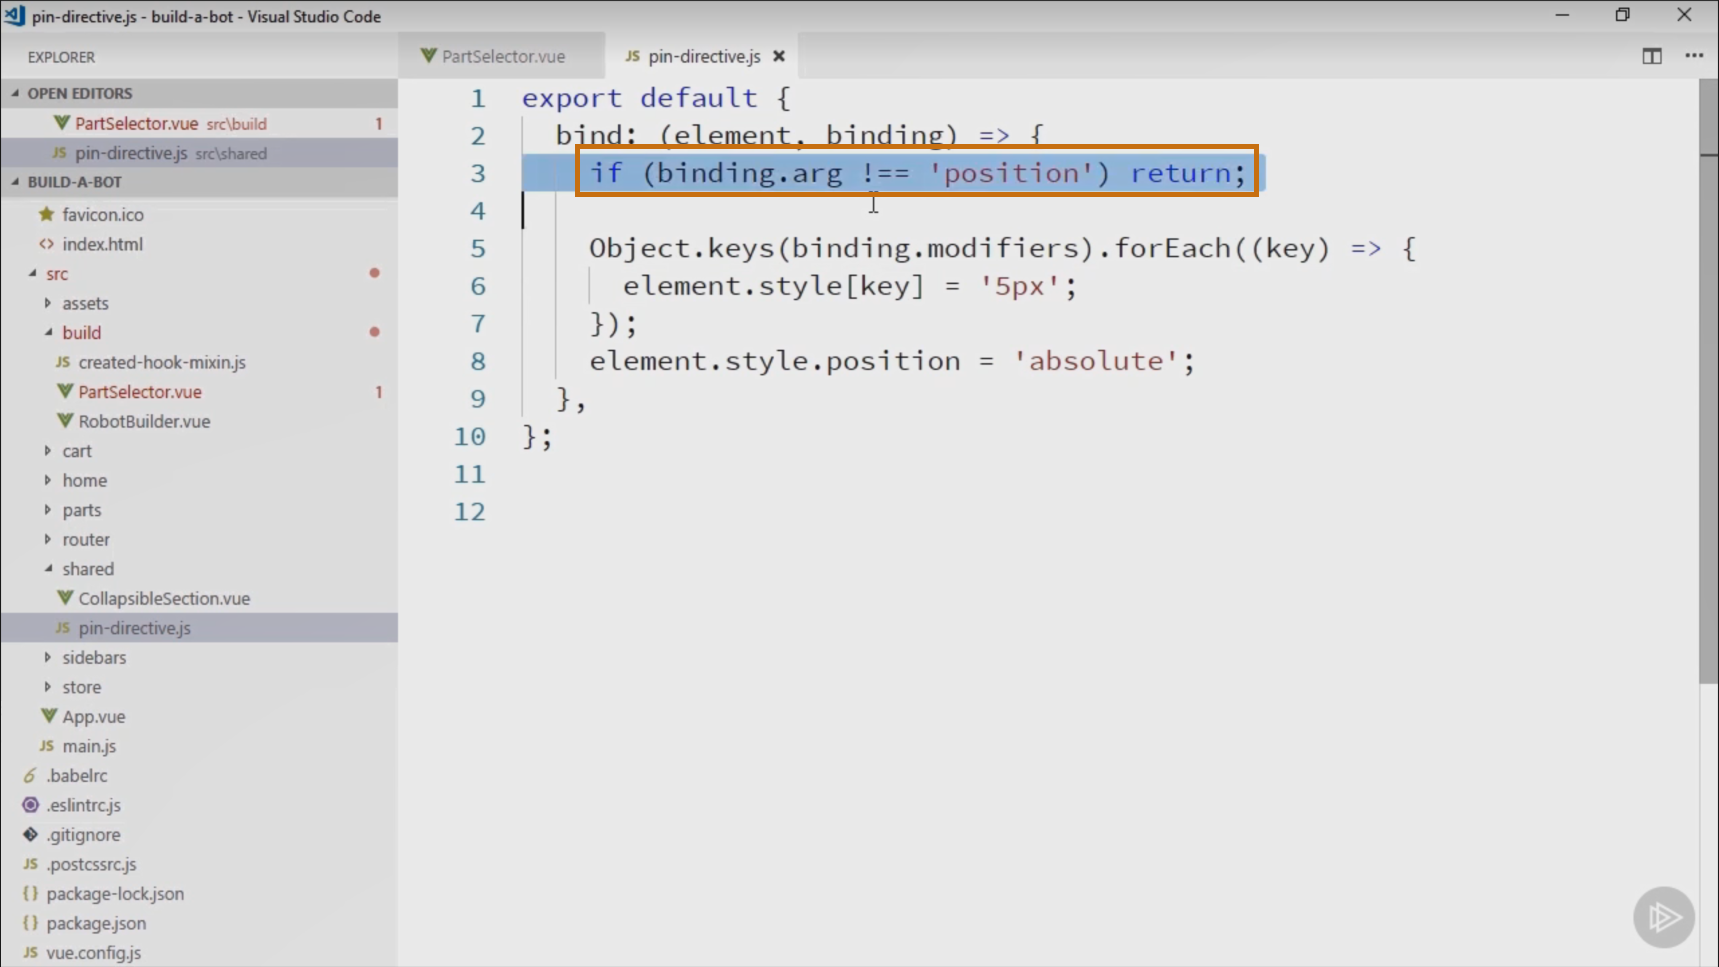 pin-directive.js - build-a-bot - Visual Studio Code
EXPLORER
PartSelector.vue
JS pin-directive.js
OPEN EDITORS
PartSelector.vue src\build 1
JS pin-directive.js src\shared
BUILD-A-BOT
favicon.ico
<> index.html
src
assets
build
JS created-hook-mixin.js
PartSelector.vue 1
RobotBuilder.vue
cart
home
parts
router
shared
CollapsibleSection.vue
JS pin-directive.js
sidebars
store
App.vue
JS main.js
.babelrc
.eslintrc.js
.gitignore
JS .postcssrc.js
{} package-lock.json
{} package.json
JS vue.config.js
1 export default {
2 bind: (element, binding) => {
3 if (binding.arg !== 'position') return;
4
5 Object.keys(binding.modifiers).forEach((key) => {
6 element.style[key] = '5px';
7 });
8 element.style.position = 'absolute';
9 },
10 };
11
12